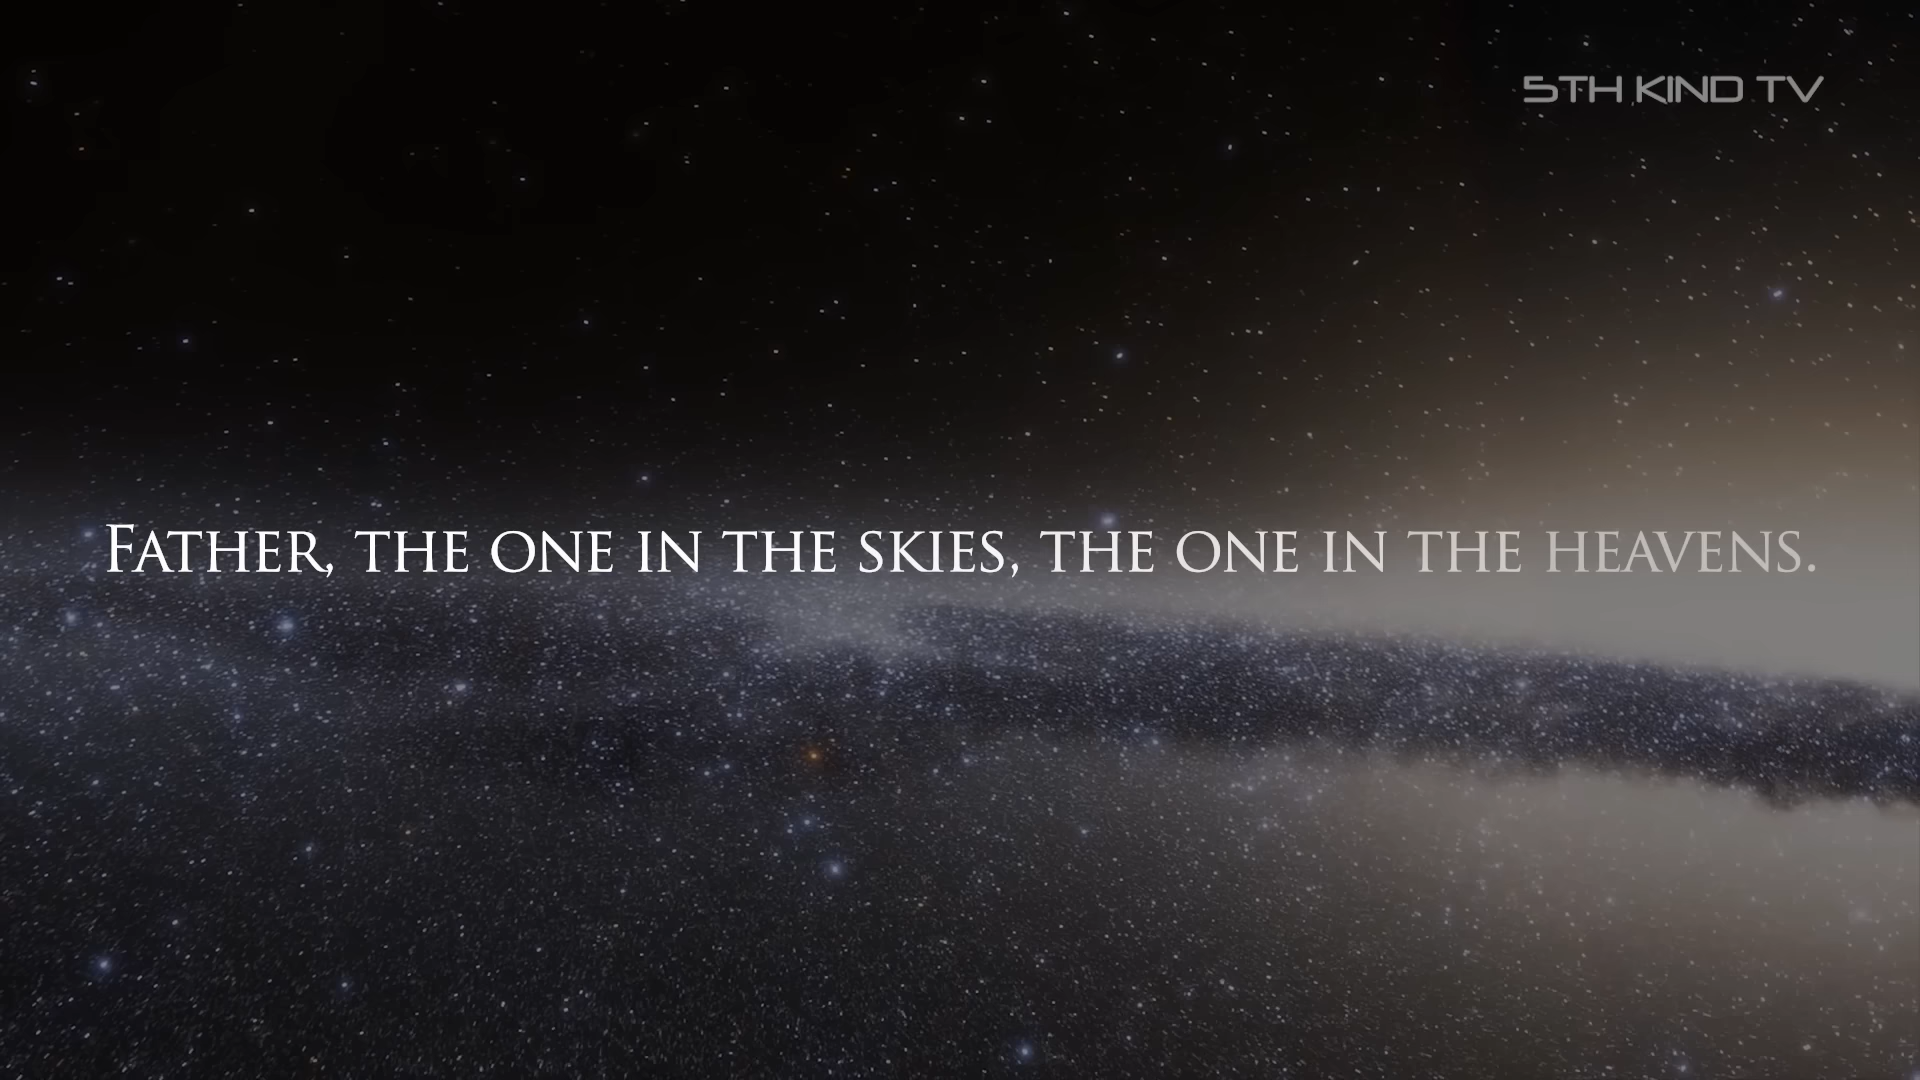 5TH KIND TV
Father, the one in the skies, the one in the heavens.